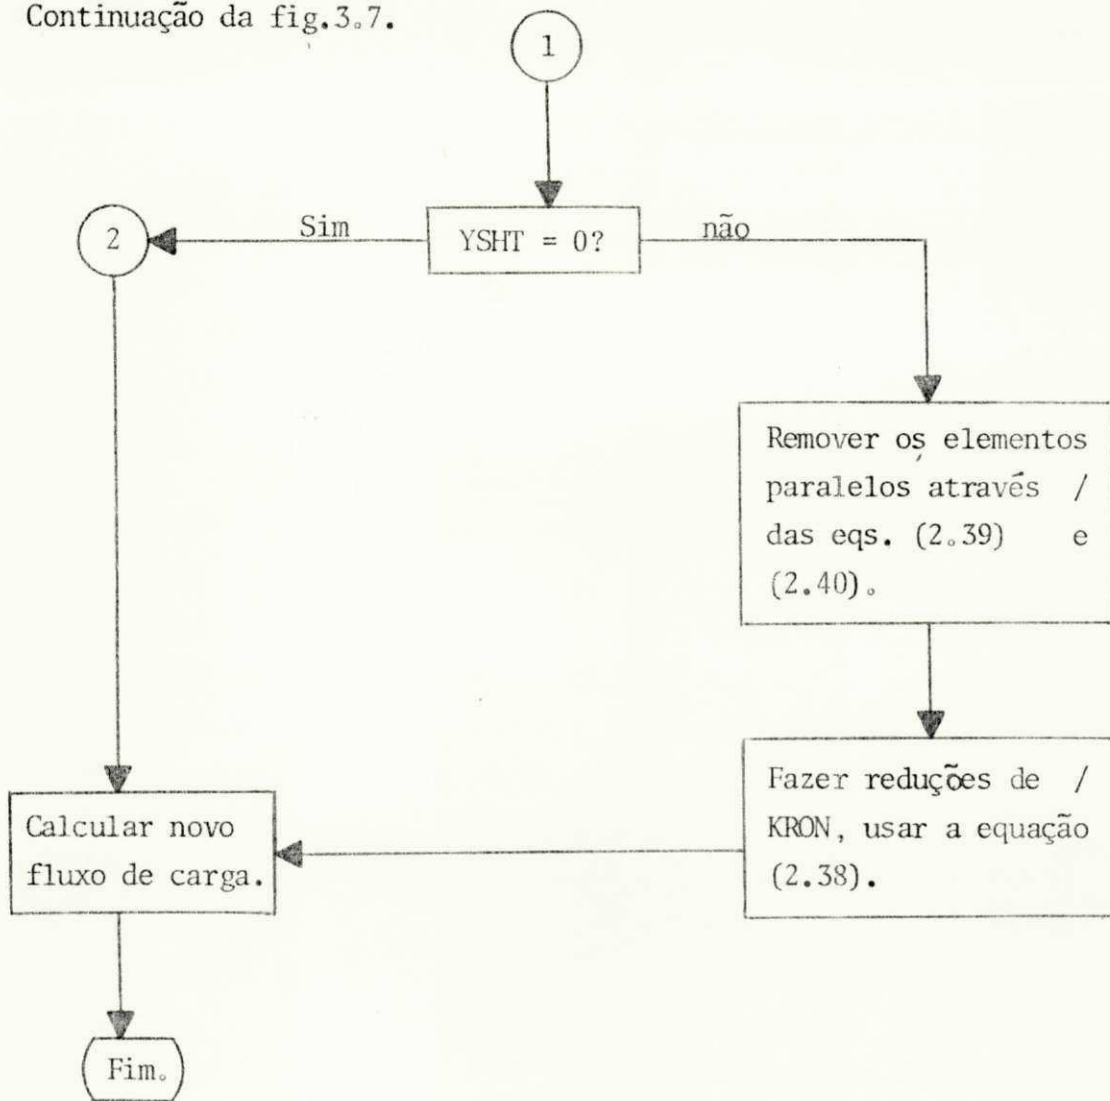 Continuação da fig.3.7.
1
2
Sim
YSHT = 0?
não
Remover os elementos
paralelos através /
das eqs. (2.39) e
(2.40).
Fazer reduções de /
KRON, usar a equação
(2.38).
Calcular novo
fluxo de carga.
Fim.